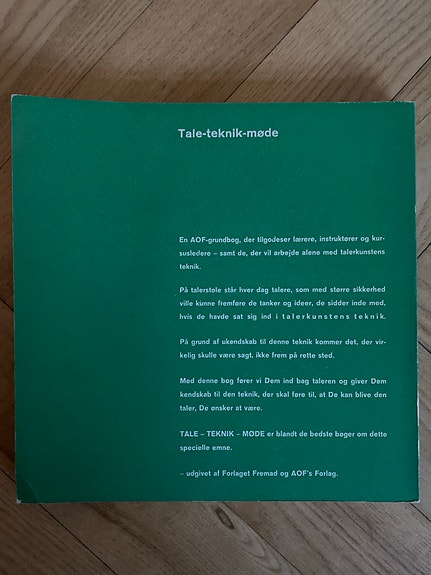 Tale-teknik-møde
En AOF-grundbog, der tilgodeser lærere, instruktører og kur-
susledere – samt de, der vil arbejde alene med talerkunstens
teknik.
På talerstole står hver dag talere, som med større sikkerhed
ville kunne fremføre de tanker og ideer, de sidder inde med,
hvis de havde sat sig ind i talerkunstens teknik.
På grund af ukendskab til denne teknik kommer det, der vir-
kelig skulle være sagt, ikke frem på rette sted.
Med denne bog fører vi Dem ind bag taleren og giver Dem
kendskab til den teknik, der skal føre til, at De kan blive den
taler, De ønsker at være.
TALE – TEKNIK – MØDE er blandt de bedste bøger om dette
specielle emne.
– udgivet af Forlaget Fremad og AOF's Forlag.